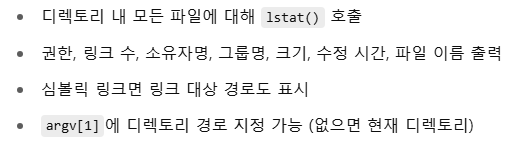 디렉토리 내 모든 파일에 대해 lstat() 호출
권한, 링크 수, 소유자명, 그룹명, 크기, 수정 시간, 파일 이름 출력
심볼릭 링크면 링크 대상 경로도 표시
argv[1]에 디렉토리 경로 지정 가능 (없으면 현재 디렉토리)